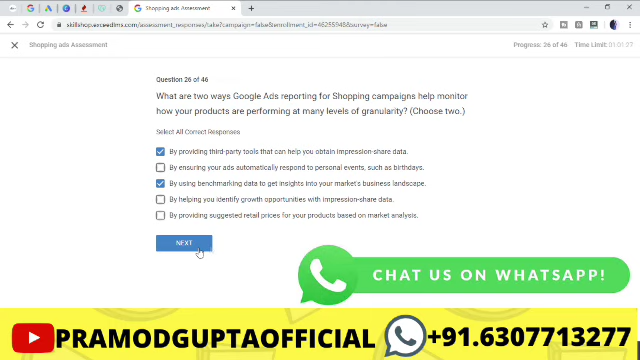 Shopping ads Assessment
skillshop.exceedlms.com/assessment_responses/take?campaign=false&enrollment_id=46255948&survey=false
Shopping ads Assessment
Progress: 26 of 46
Time Limit: 01:01:27
Question 26 of 46
What are two ways Google Ads reporting for Shopping campaigns help monitor
how your products are performing at many levels of granularity? (Choose two.)
Select All Correct Responses
By providing third-party tools that can help you obtain impression-share data.
By ensuring your ads automatically respond to personal events, such as birthdays.
By using benchmarking data to get insights into your market's business landscape.
By helping you identify growth opportunities with impression-share data.
By providing suggested retail prices for your products based on market analysis.
NEXT
CHAT US ON WHATSAPP!
PRAMODGUPTAOFFICIAL
+91.6307713277